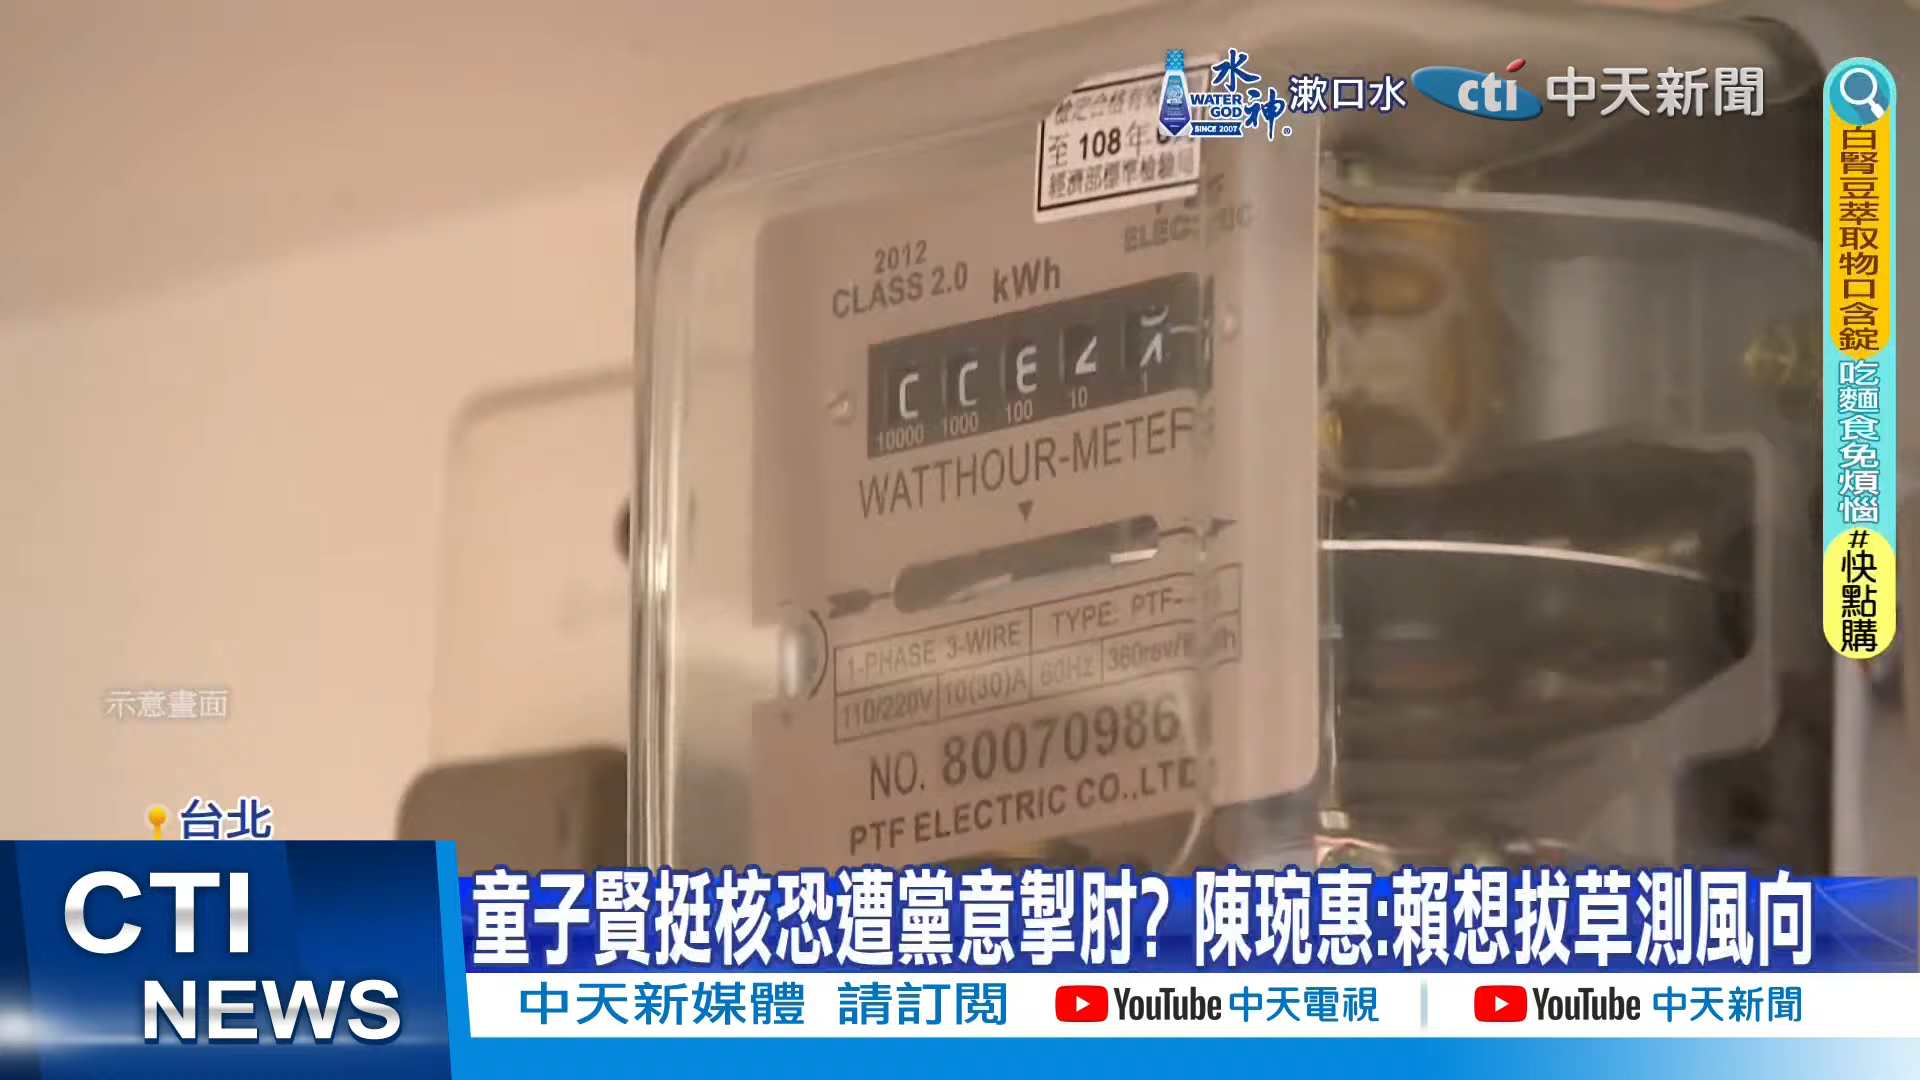 水神
WATER GOD
SINCE 2007
漱口水
cti 中天新聞
檢定合格有效
至 108 年
經濟部標準檢驗局
2012
CLASS 2.0 kWh
10000 1000 100 10 1
WATTHOUR-METER
1-PHASE 3-WIRE
TYPE: PTF-
110/220V 10(30)A 60Hz
NO. 80070986
PTF ELECTRIC CO.,LTD
白腎豆萃取物口含錠
吃麵食免煩惱
#快點購
示意畫面
台北
CTI NEWS
童子賢挺核恐遭黨意掣肘? 陳琬惠:賴想拔草測風向
中天新媒體 請訂閱 YouTube 中天電視 | YouTube 中天新聞